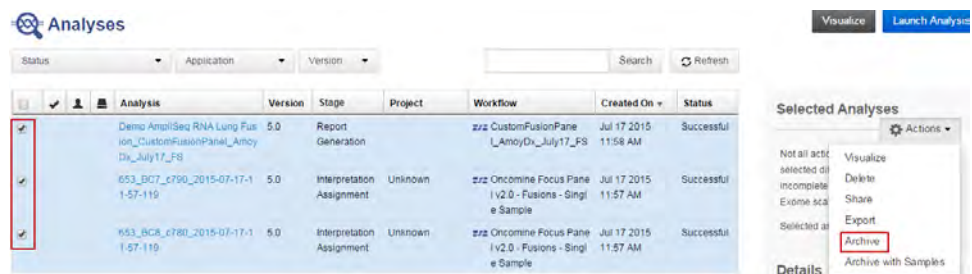 Analyses
Visualize
Launch Analysis
Status
Application
Version
Search
Refresh
Analysis Version Stage Project Workflow Created On Status
Demo AmpliSeq RNA Lung Fus 5.0 Report CustomFusionPane Jul 17 2015 Successful
ion_CustomFusionPanel_Amoy Generation l_AmoyDx_July17_FS 11:58 AM
Dx_July17_FS
653_BC7_c790_2015-07-17-1 5.0 Interpretation Unknown Oncomine Focus Pane Jul 17 2015 Successful
1-57-119 Assignment l v2.0 - Fusions - Singl 11:57 AM
e Sample
653_BC8_c780_2015-07-17-1 5.0 Interpretation Unknown Oncomine Focus Pane Jul 17 2015 Successful
1-57-119 Assignment l v2.0 - Fusions - Singl 11:57 AM
e Sample
Selected Analyses
Actions
Not all actio
selected di
incomplete
Exome sca
Selected a
Visualize
Delete
Share
Export
Archive
Archive with Samples
Details